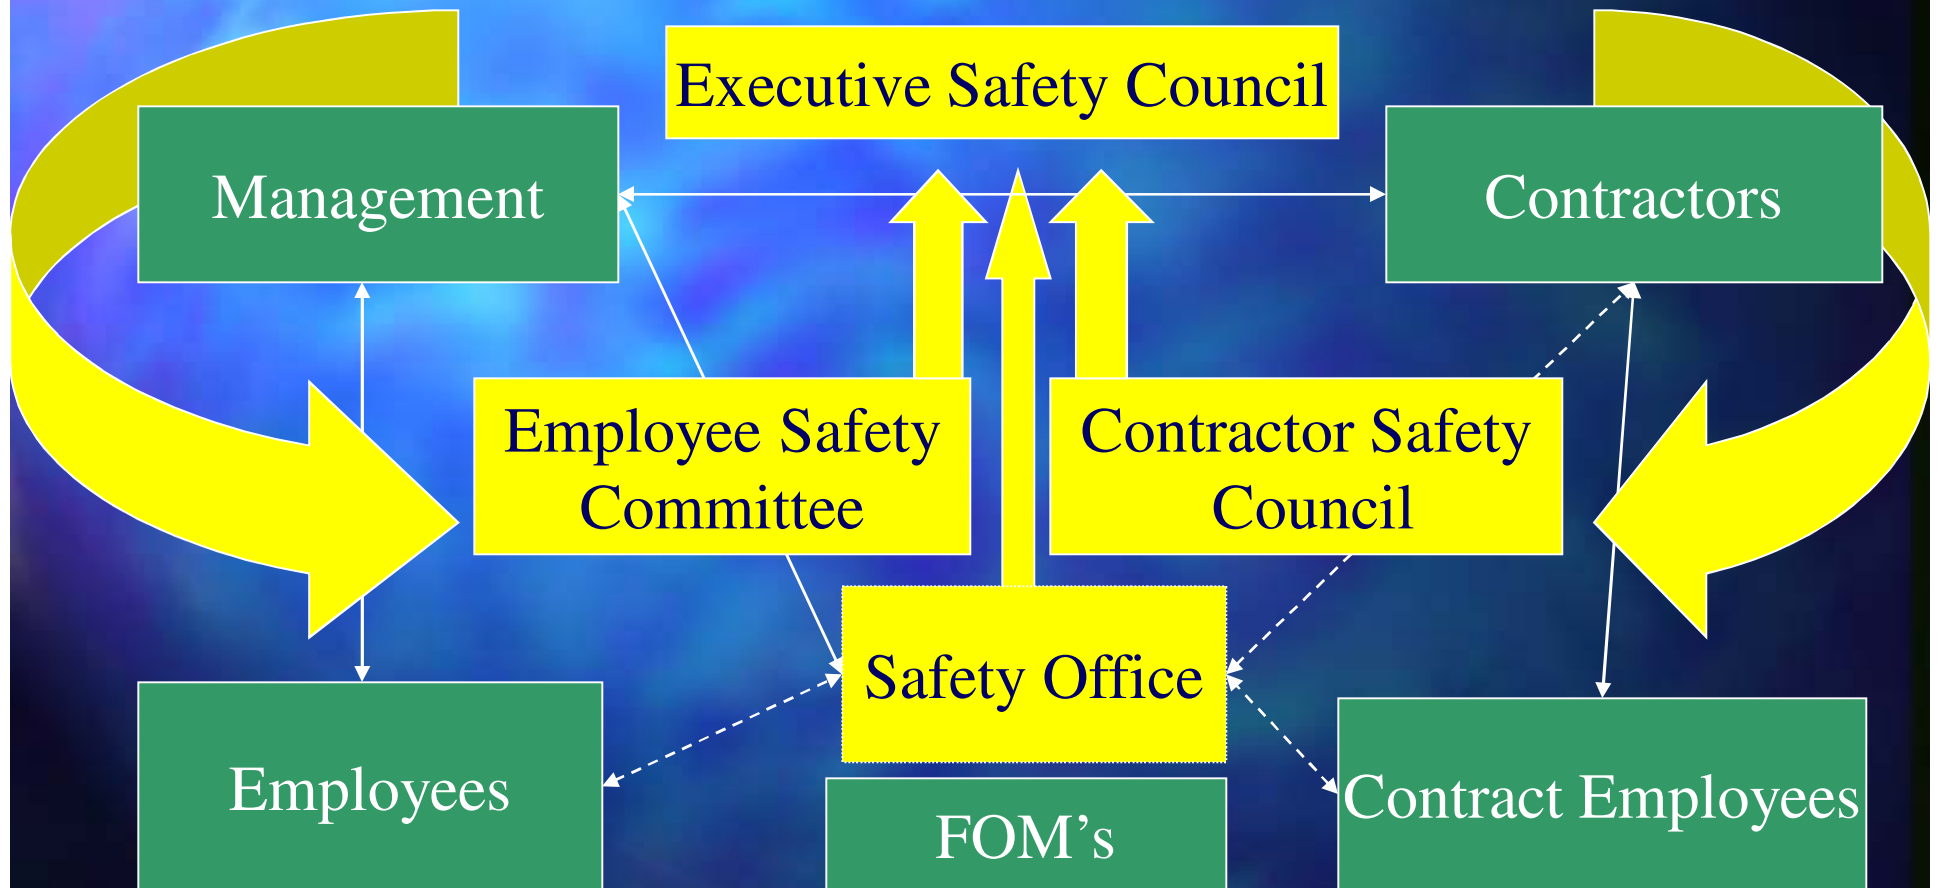 Executive Safety Council
Management
Contractors
Employee Safety
Committee
Contractor Safety
Council
Safety Office
Employees
Contract Employees
FOM’s